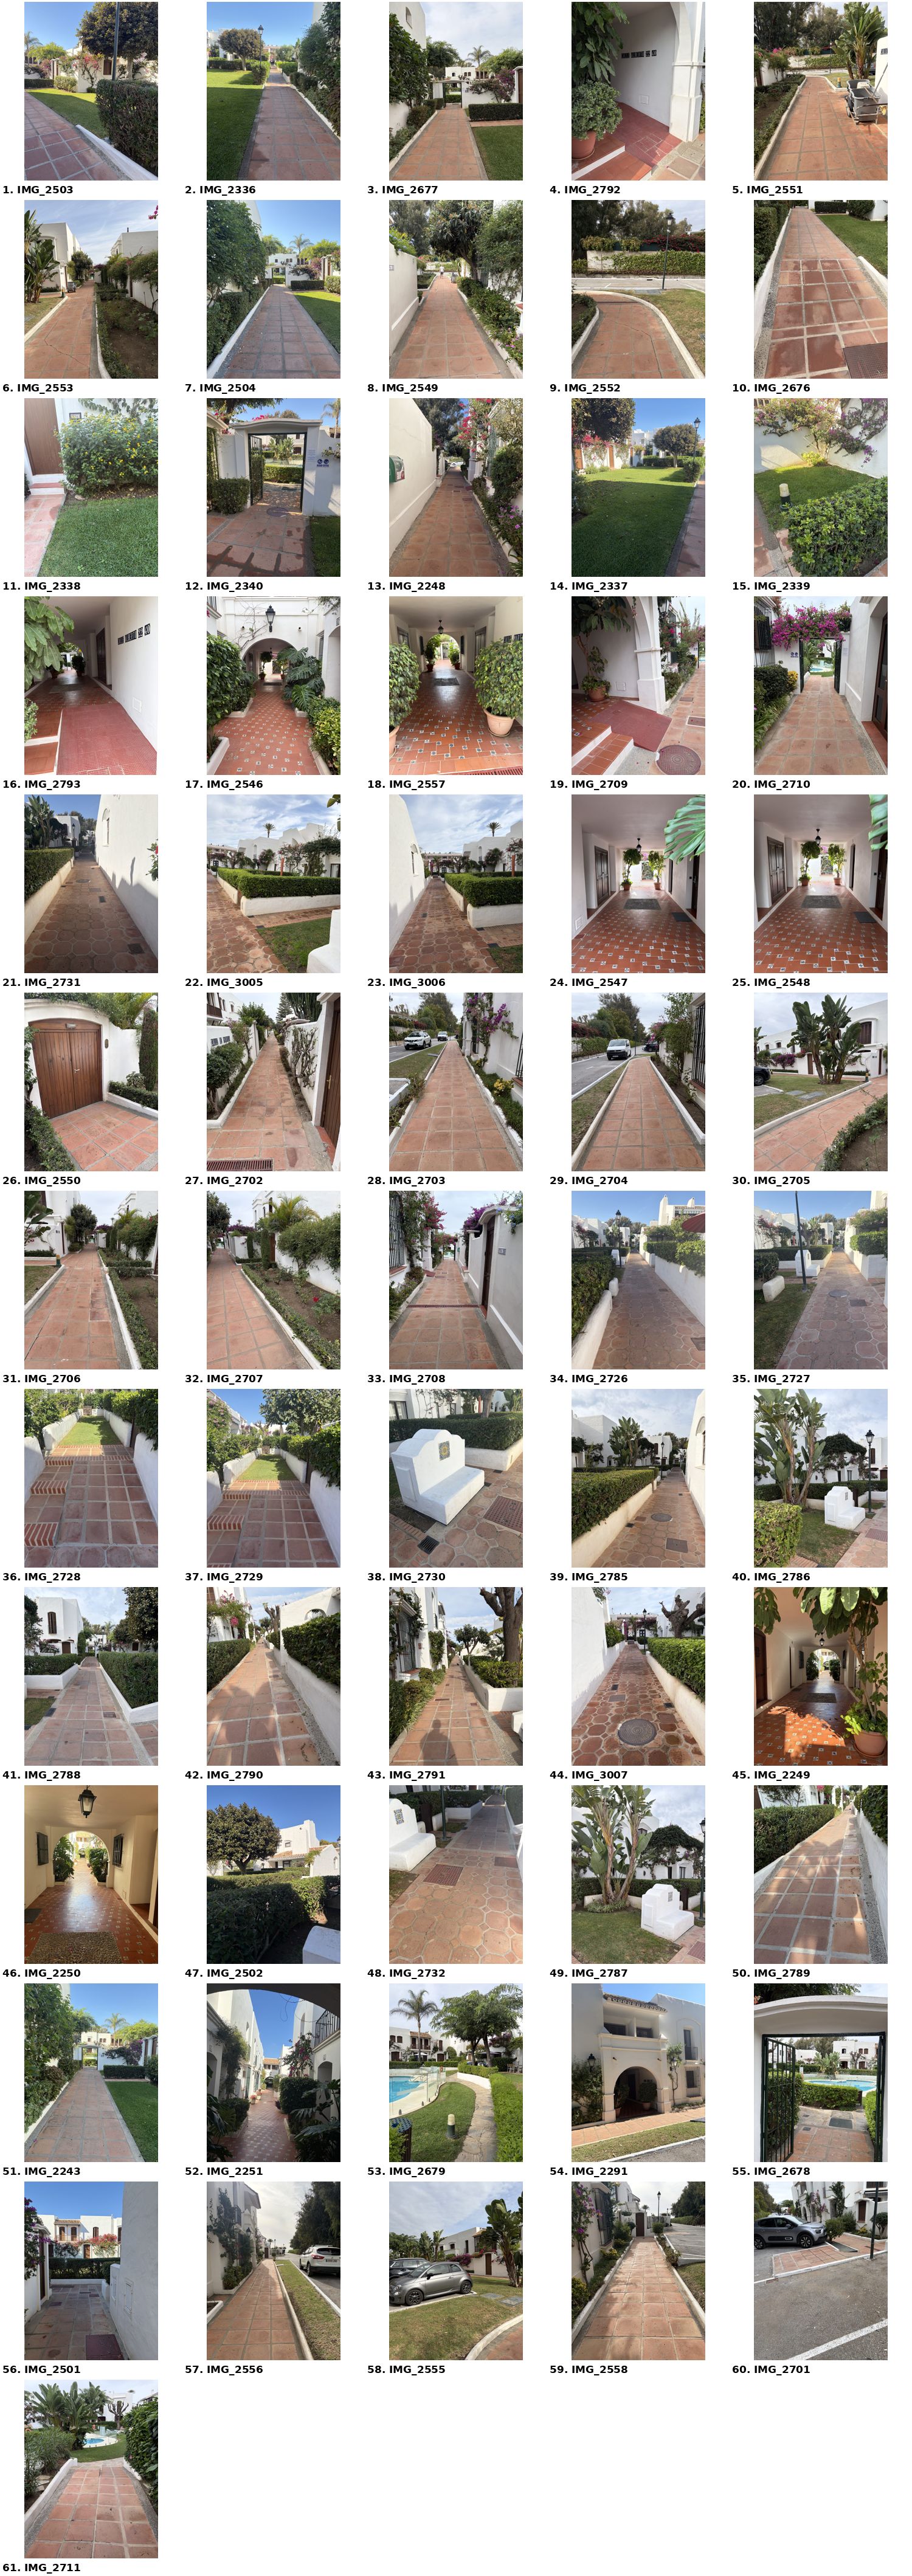 1. IMG_2503
2. IMG_2336
3. IMG_2677
4. IMG_2792
5. IMG_2551
6. IMG_2553
7. IMG_2504
8. IMG_2549
9. IMG_2552
10. IMG_2676
11. IMG_2338
12. IMG_2340
13. IMG_2248
14. IMG_2337
15. IMG_2339
16. IMG_2793
17. IMG_2546
18. IMG_2557
19. IMG_2709
20. IMG_2710
21. IMG_2731
22. IMG_3005
23. IMG_3006
24. IMG_2547
25. IMG_2548
26. IMG_2550
27. IMG_2702
28. IMG_2703
29. IMG_2704
30. IMG_2705
31. IMG_2706
32. IMG_2707
33. IMG_2708
34. IMG_2726
35. IMG_2727
36. IMG_2728
37. IMG_2729
38. IMG_2730
39. IMG_2785
40. IMG_2786
41. IMG_2788
42. IMG_2790
43. IMG_2791
44. IMG_3007
45. IMG_2249
46. IMG_2250
47. IMG_2502
48. IMG_2732
49. IMG_2787
50. IMG_2789
51. IMG_2243
52. IMG_2251
53. IMG_2679
54. IMG_2291
55. IMG_2678
56. IMG_2501
57. IMG_2556
58. IMG_2555
59. IMG_2558
60. IMG_2701
61. IMG_2711